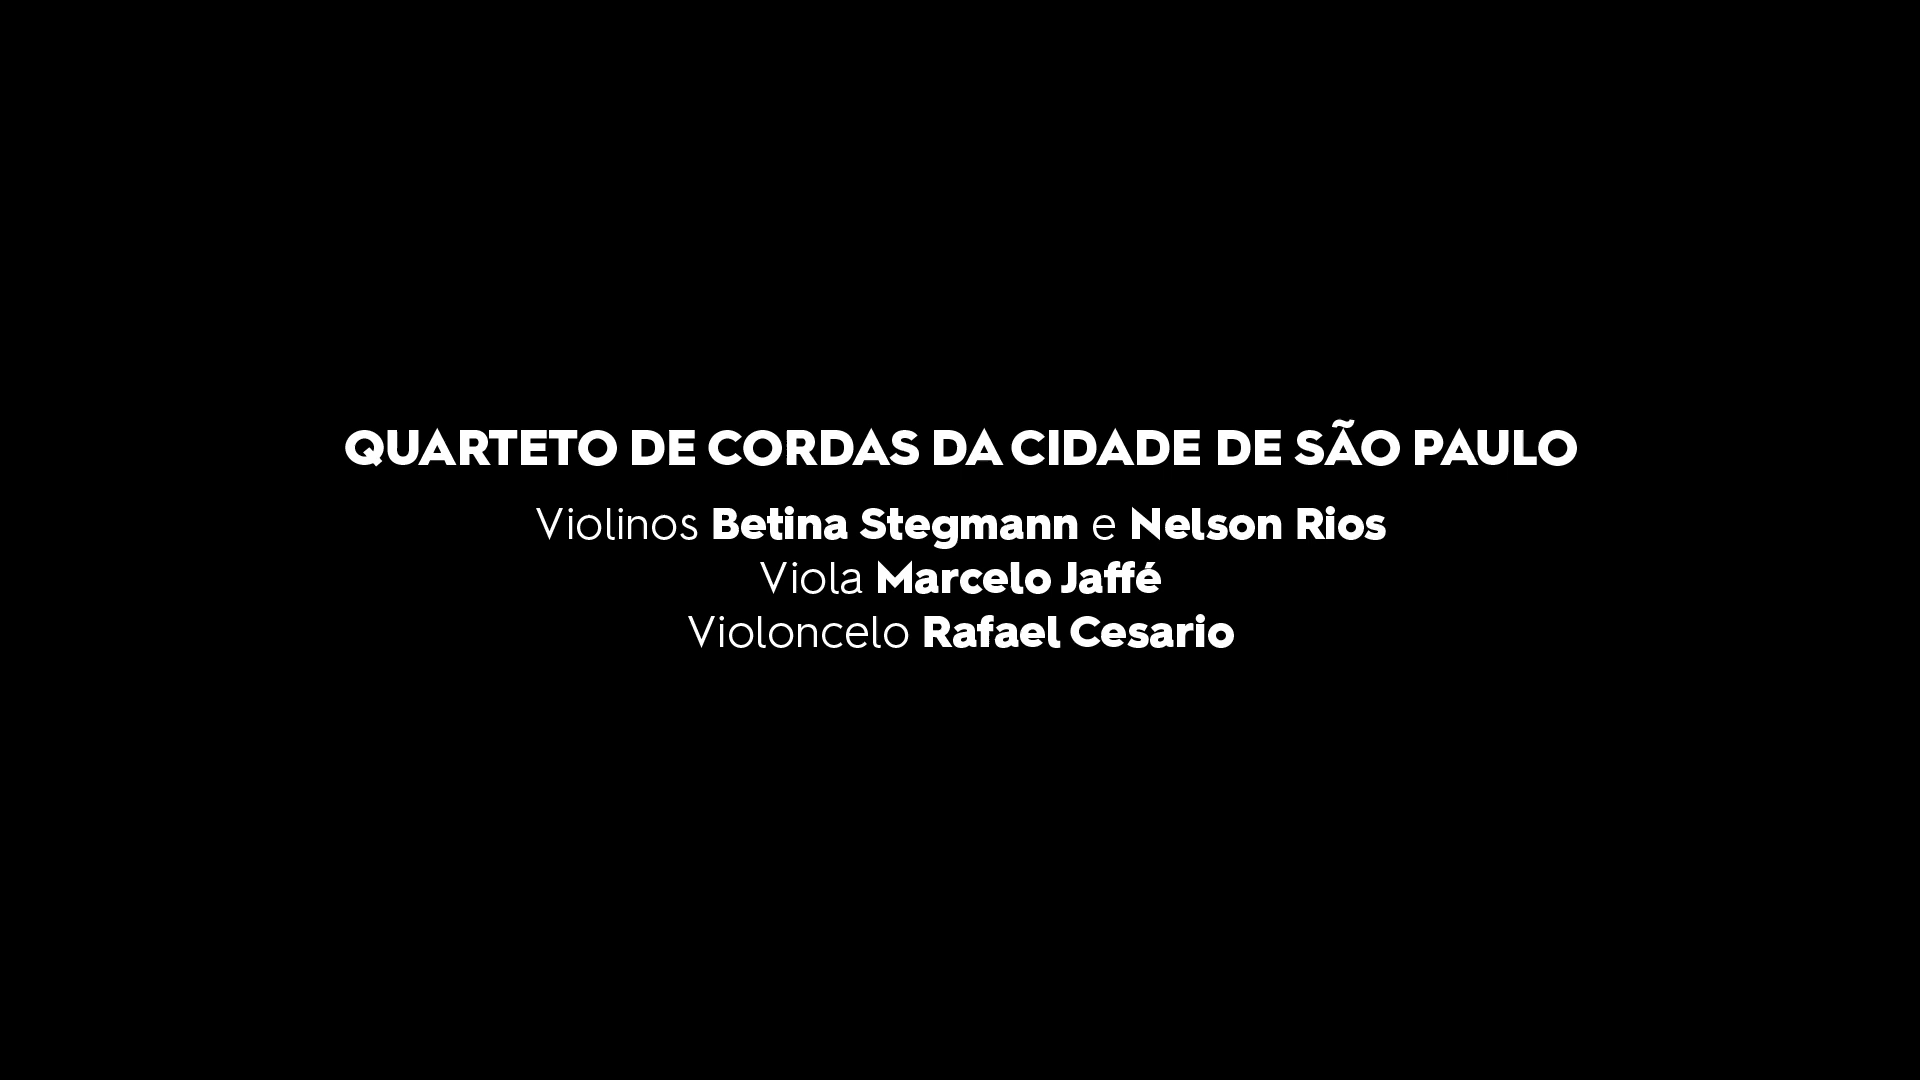 QUARTETO DE CORDAS DA CIDADE DE SÃO PAULO
Violinos Betina Stegmann e Nelson Rios
Viola Marcelo Jaffé
Violoncelo Rafael Cesario